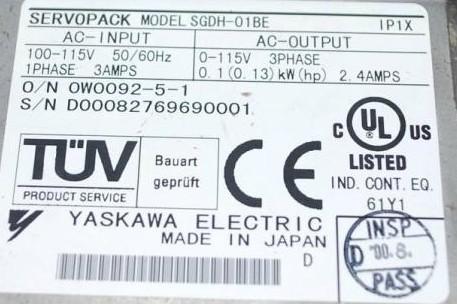 SERVOPACK MODEL SGDH-01BE IP1X
AC-INPUT AC-OUTPUT
100-115V 50/60Hz 0-115V 3PHASE
1PHASE 3AMPS 0.1(0.13)kW(hp) 2.4AMPS
O/N OW0092-5-1
S/N D00082769690001
C UL US
LISTED
IND. CONT. EQ.
61Y1
TÜV
PRODUCT SERVICE
Bauart
geprüft
CE
YASKAWA ELECTRIC
MADE IN JAPAN
D
INSP
D '00.8.
PASS